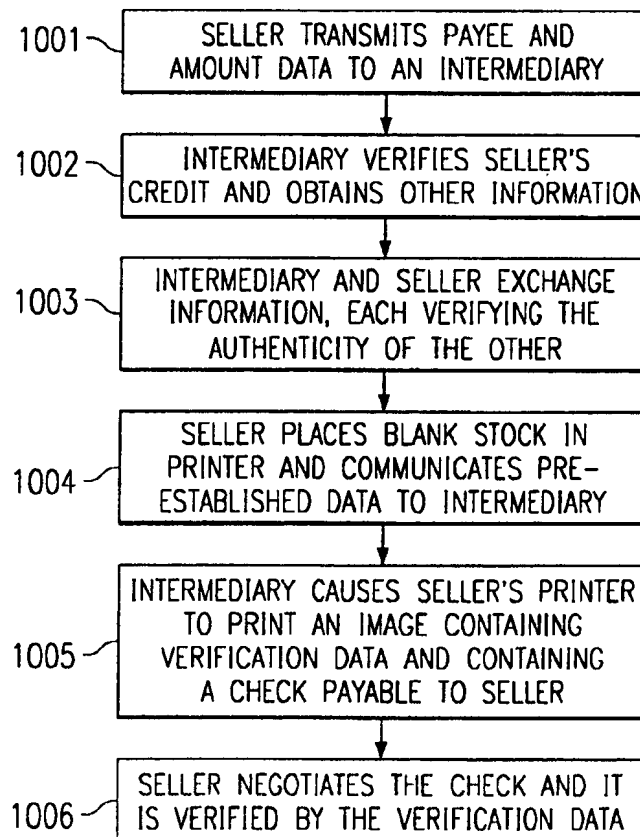 1001
SELLER TRANSMITS PAYEE AND
AMOUNT DATA TO AN INTERMEDIARY
1002
INTERMEDIARY VERIFIES SELLER'S
CREDIT AND OBTAINS OTHER INFORMATION
1003
INTERMEDIARY AND SELLER EXCHANGE
INFORMATION, EACH VERIFYING THE
AUTHENTICITY OF THE OTHER
1004
SELLER PLACES BLANK STOCK IN
PRINTER AND COMMUNICATES PRE-
ESTABLISHED DATA TO INTERMEDIARY
1005
INTERMEDIARY CAUSES SELLER'S PRINTER
TO PRINT AN IMAGE CONTAINING
VERIFICATION DATA AND CONTAINING
A CHECK PAYABLE TO SELLER
1006
SELLER NEGOTIATES THE CHECK AND IT
IS VERIFIED BY THE VERIFICATION DATA